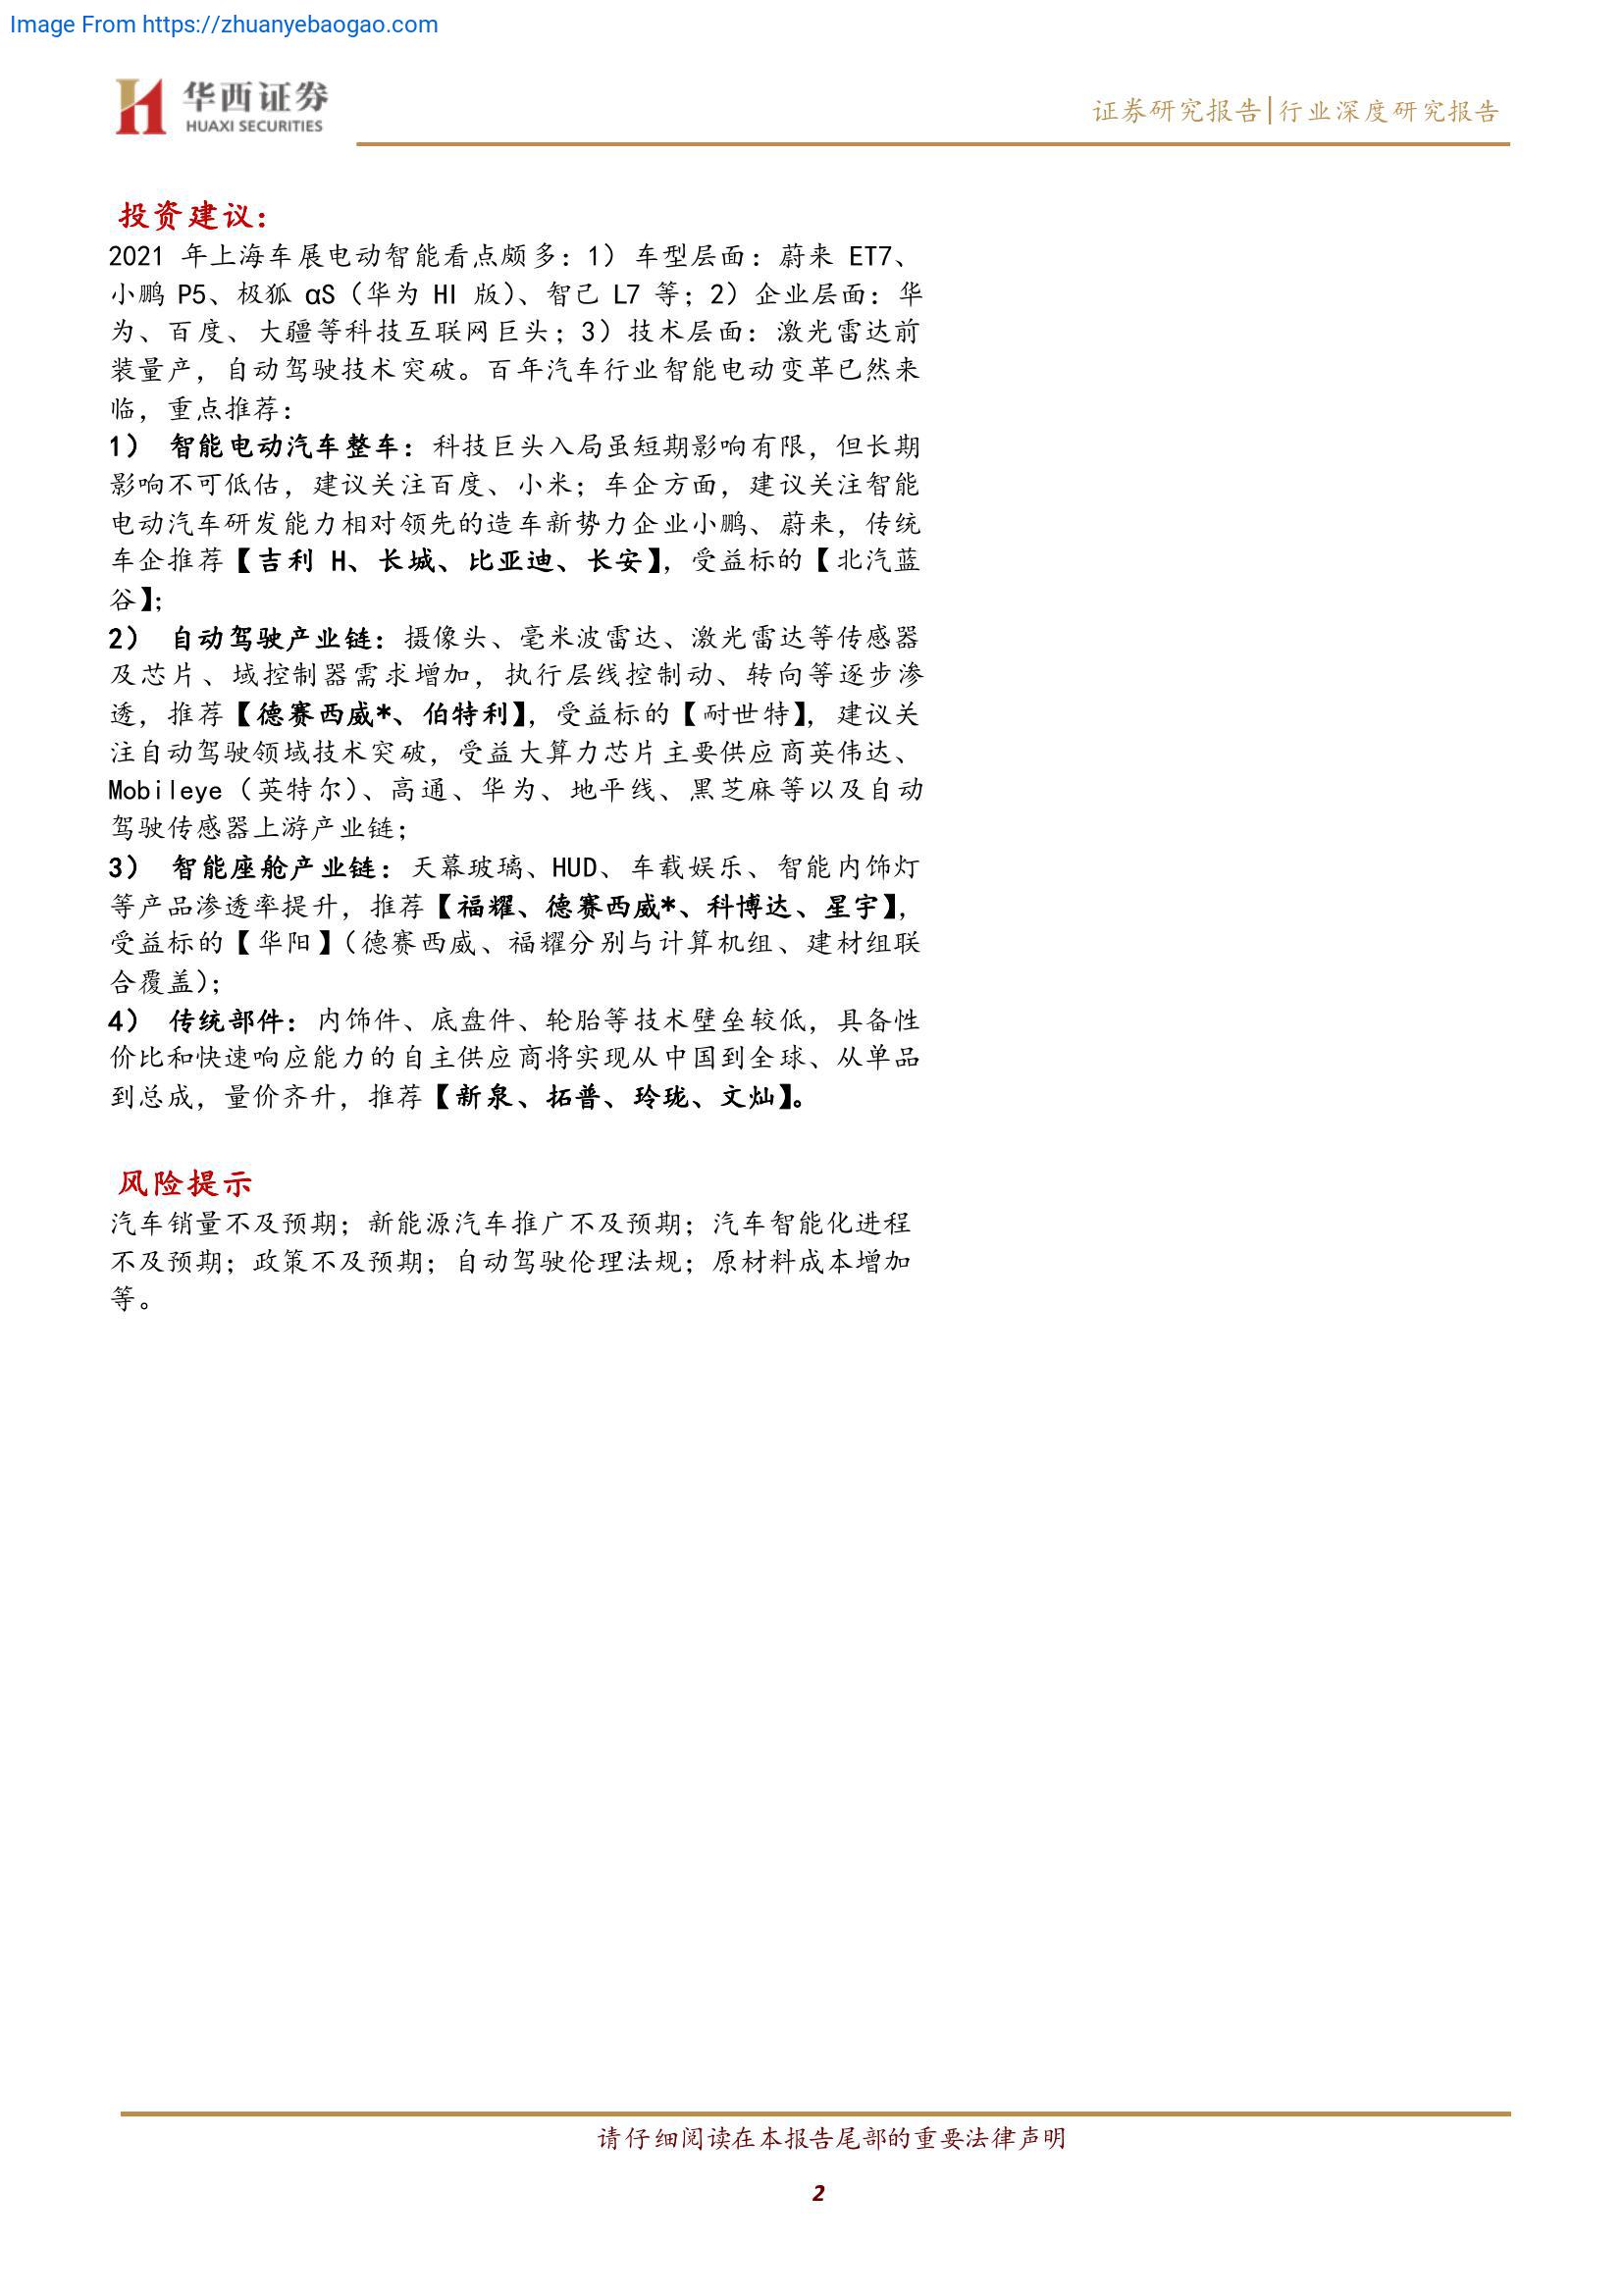 Image From https://zhuanyebaogao.com
华西证券
HUAXI SECURITIES
证券研究报告|行业深度研究报告
投资建议：
2021 年上海车展电动智能看点颇多：1）车型层面：蔚来 ET7、
小鹏 P5、极狐 αS（华为 HI 版）、智己 L7 等；2）企业层面：华
为、百度、大疆等科技互联网巨头；3）技术层面：激光雷达前
装量产，自动驾驶技术突破。百年汽车行业智能电动变革已然来
临，重点推荐：
1） 智能电动汽车整车：科技巨头入局虽短期影响有限，但长期
影响不可低估，建议关注百度、小米；车企方面，建议关注智能
电动汽车研发能力相对领先的造车新势力企业小鹏、蔚来，传统
车企推荐【吉利 H、长城、比亚迪、长安】，受益标的【北汽蓝
谷】；
2） 自动驾驶产业链：摄像头、毫米波雷达、激光雷达等传感器
及芯片、域控制器需求增加，执行层线控制动、转向等逐步渗
透，推荐【德赛西威*、伯特利】，受益标的【耐世特】，建议关
注自动驾驶领域技术突破，受益大算力芯片主要供应商英伟达、
Mobileye（英特尔）、高通、华为、地平线、黑芝麻等以及自动
驾驶传感器上游产业链；
3） 智能座舱产业链：天幕玻璃、HUD、车载娱乐、智能内饰灯
等产品渗透率提升，推荐【福耀、德赛西威*、科博达、星宇】，
受益标的【华阳】（德赛西威、福耀分别与计算机组、建材组联
合覆盖）；
4） 传统部件：内饰件、底盘件、轮胎等技术壁垒较低，具备性
价比和快速响应能力的自主供应商将实现从中国到全球、从单品
到总成，量价齐升，推荐【新泉、拓普、玲珑、文灿】。
风险提示
汽车销量不及预期；新能源汽车推广不及预期；汽车智能化进程
不及预期；政策不及预期；自动驾驶伦理法规；原材料成本增加
等。
请仔细阅读在本报告尾部的重要法律声明
2